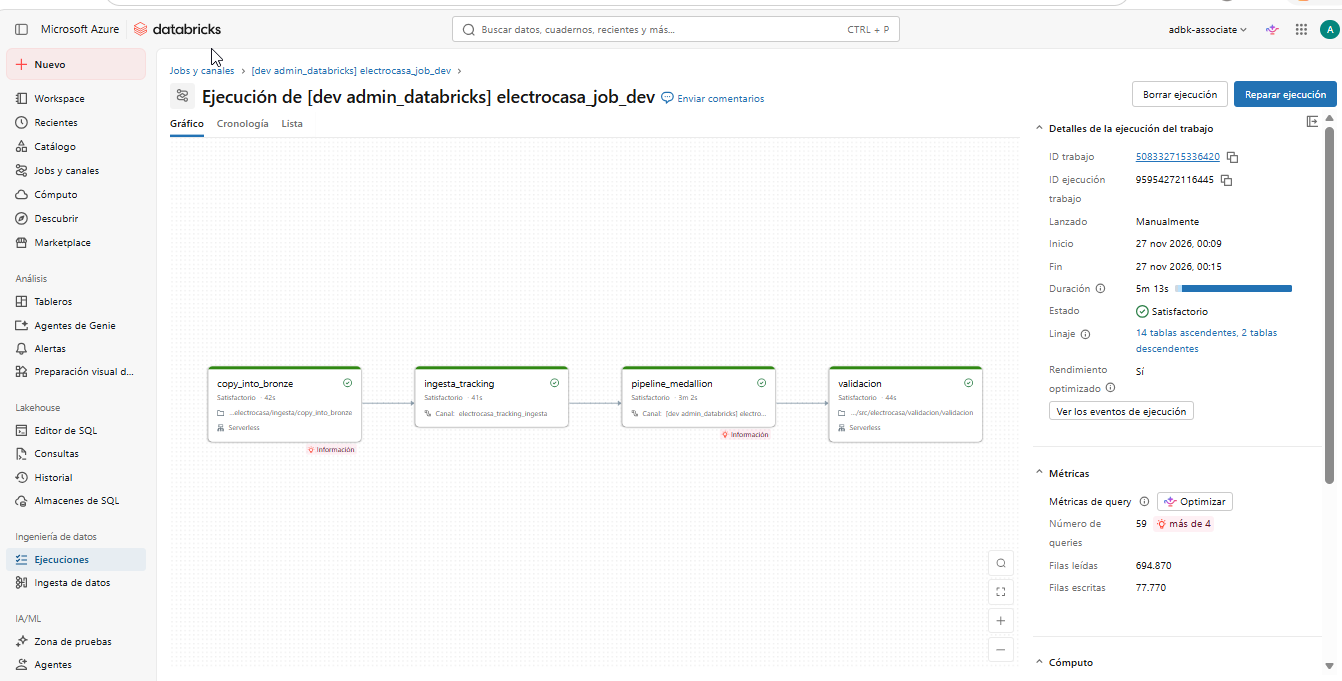 Microsoft Azure
databricks
Buscar datos, cuadernos, recientes y más...
CTRL + P
adbk-associate
A
Nuevo
Workspace
Recientes
Catálogo
Jobs y canales
Cómputo
Descubrir
Marketplace
Análisis
Tableros
Agentes de Genie
Alertas
Preparación visual d...
Lakehouse
Editor de SQL
Consultas
Historial
Almacenes de SQL
Ingeniería de datos
Ejecuciones
Ingesta de datos
IA/ML
Zona de pruebas
Agentes
Jobs y canales > [dev admin_databricks] electrocasa_job_dev >
Ejecución de [dev admin_databricks] electrocasa_job_dev
Enviar comentarios
Borrar ejecución
Reparar ejecución
Gráfico
Cronología
Lista
copy_into_bronze
Satisfactorio · 42s
...electrocasa/ingesta/copy_into_bronze
Serverless
Información
ingesta_tracking
Satisfactorio · 41s
Canal: electrocasa_tracking_ingesta
pipeline_medallion
Satisfactorio · 3m 2s
Canal: [dev admin_databricks] electro...
Información
validacion
Satisfactorio · 44s
.../src/electrocasa/validacion/validacion
Serverless
Detalles de la ejecución del trabajo
ID trabajo 508332715336420
ID ejecución 95954272116445
trabajo
Lanzado Manualmente
Inicio 27 nov 2026, 00:09
Fin 27 nov 2026, 00:15
Duración 5m 13s
Estado Satisfactorio
Linaje 14 tablas ascendentes, 2 tablas
descendentes
Rendimiento Sí
optimizado
Ver los eventos de ejecución
Métricas
Métricas de query Optimizar
Número de 59 más de 4
queries
Filas leídas 694.870
Filas escritas 77.770
Cómputo